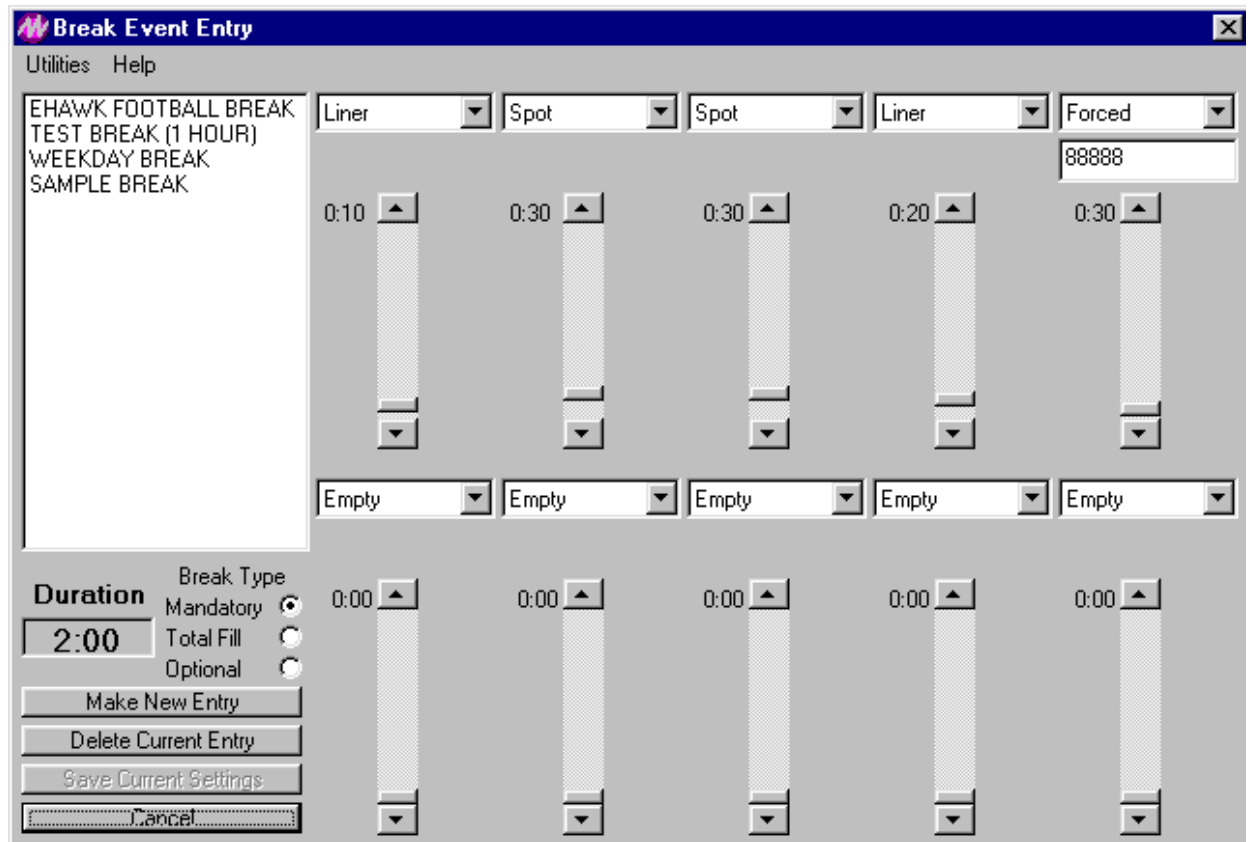 Break Event Entry
Utilities Help
EHAWK FOOTBALL BREAK
TEST BREAK (1 HOUR)
WEEKDAY BREAK
SAMPLE BREAK
Liner Spot Spot Liner Forced
88888
0:10 0:30 0:30 0:20 0:30
Empty Empty Empty Empty Empty
0:00 0:00 0:00 0:00 0:00
Duration
2:00
Break Type
Mandatory
Total Fill
Optional
Make New Entry
Delete Current Entry
Save Current Settings
Cancel